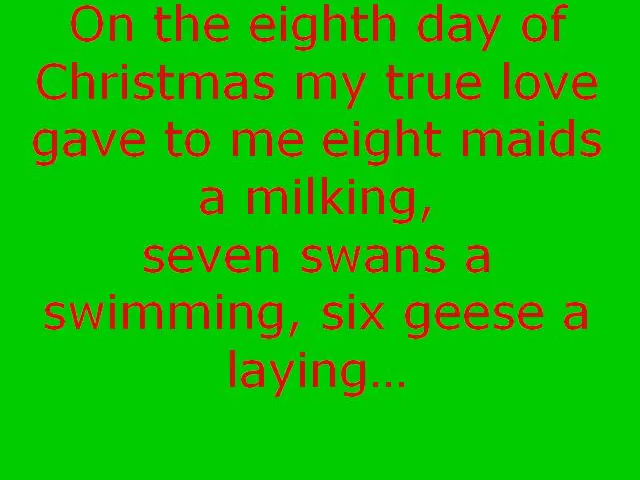 On the eighth day of
Christmas my true love
gave to me eight maids
a milking,
seven swans a
swimming, six geese a
laying…